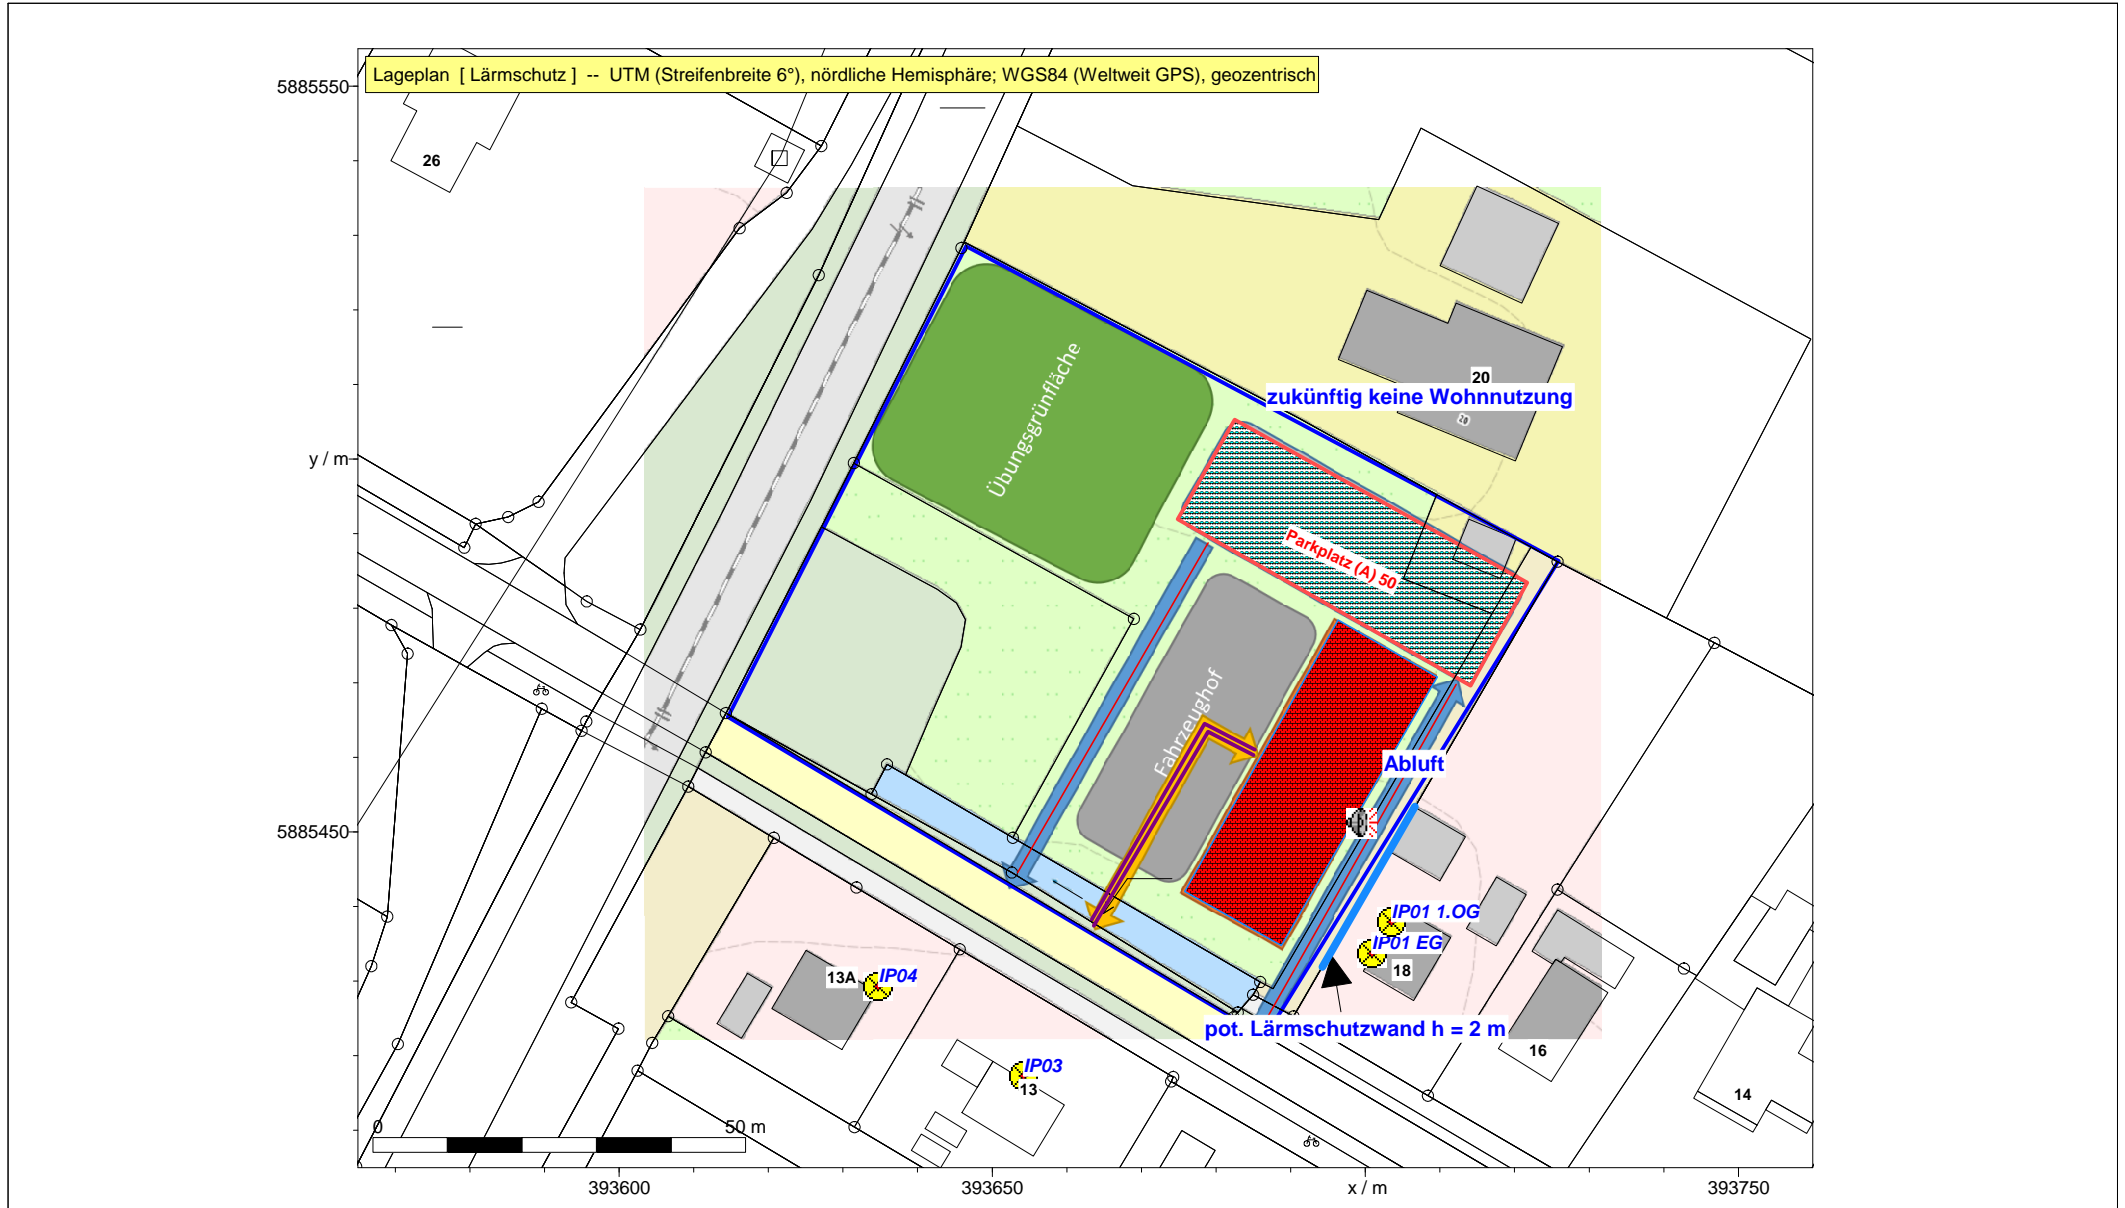 Lageplan [ Lärmschutz ] -- UTM (Streifenbreite 6°), nördliche Hemisphäre; WGS84 (Weltweit GPS), geozentrisch
5885550
26
20
zukünftig keine Wohnnutzung
Übungsgrünfläche
y / m
Parkplatz (A) 50
Fahrzeughof
Abluft
5885450
IP01 1.OG
IP01 EG
18
13A
IP04
pot. Lärmschutzwand h = 2 m
16
IP03
13
14
0
50 m
393600
393650
x / m
393750